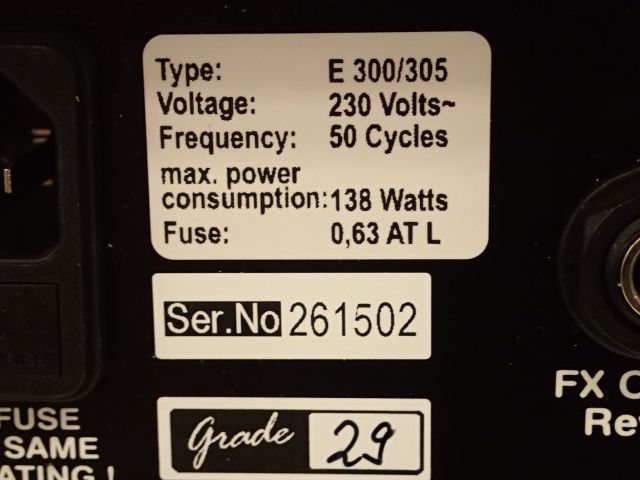 Type: E 300/305
Voltage: 230 Volts~
Frequency: 50 Cycles
max. power
consumption: 138 Watts
Fuse: 0,63 AT L
Ser.No 261502
grade 29
FUSE
SAME
ATING !
FX
Re